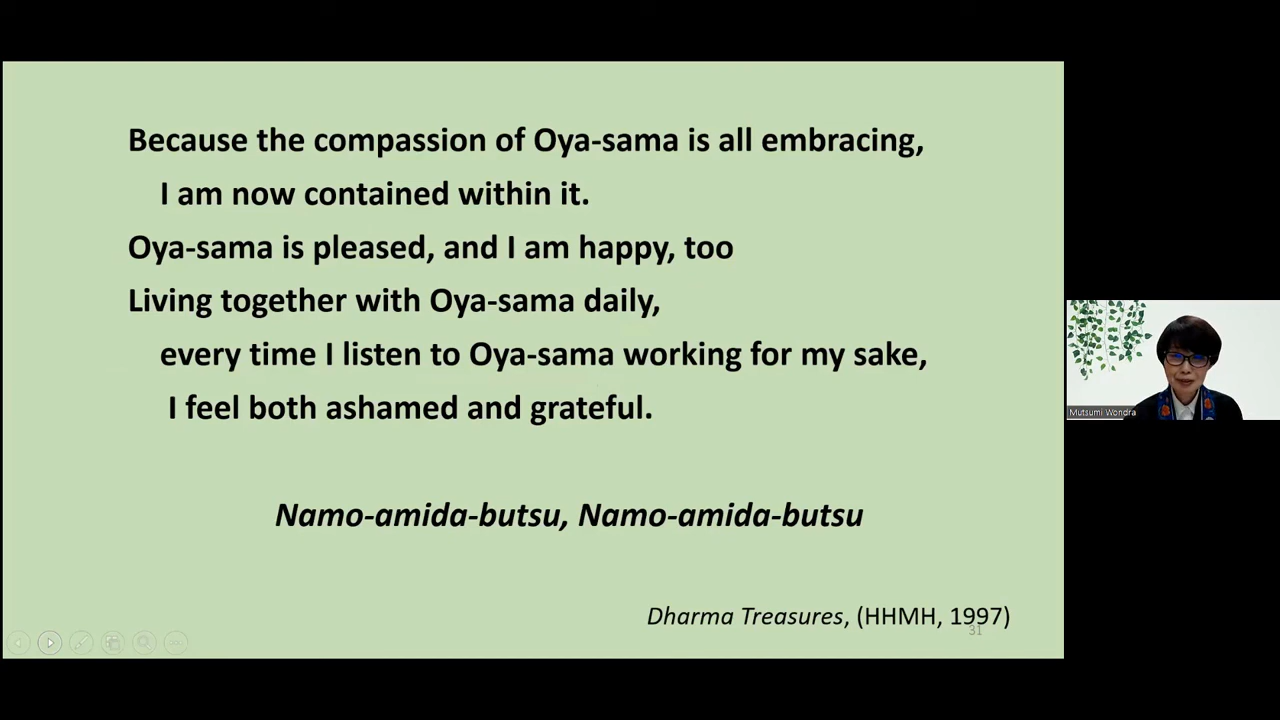 Because the compassion of Oya-sama is all embracing,
I am now contained within it.
Oya-sama is pleased, and I am happy, too
Living together with Oya-sama daily,
every time I listen to Oya-sama working for my sake,
I feel both ashamed and grateful.
Namo-amida-butsu, Namo-amida-butsu
Dharma Treasures, (HHMH, 1997)
31
Mutsumi Wondra